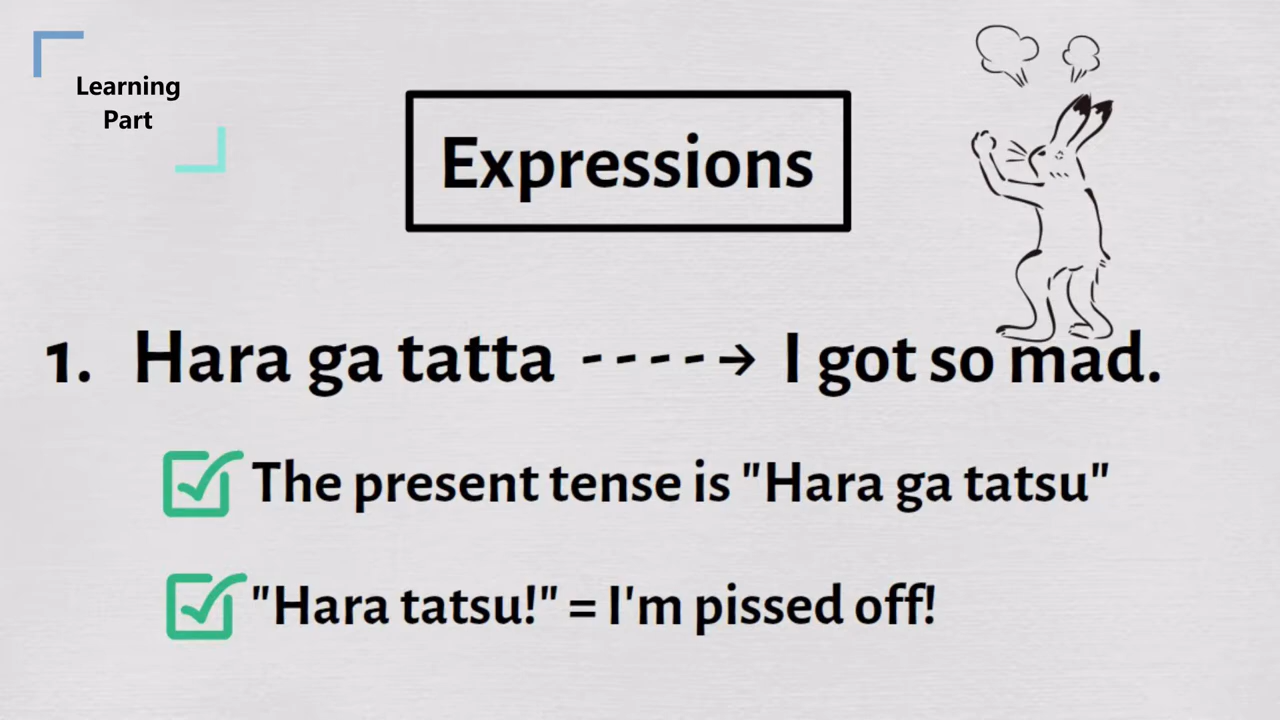 Learning
Part
Expressions
1. Hara ga tatta ----→ I got so mad.
The present tense is "Hara ga tatsu"
"Hara tatsu!" = I'm pissed off!